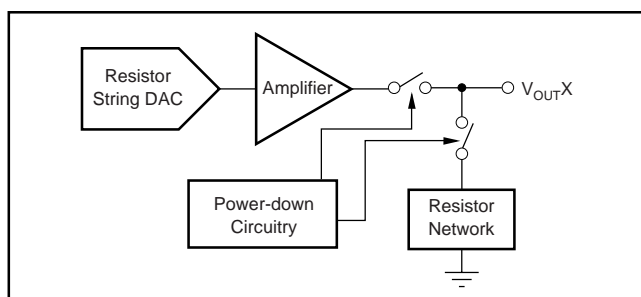 Resistor
String DAC
Amplifier
VOUTX
Power-down
Circuitry
Resistor
Network